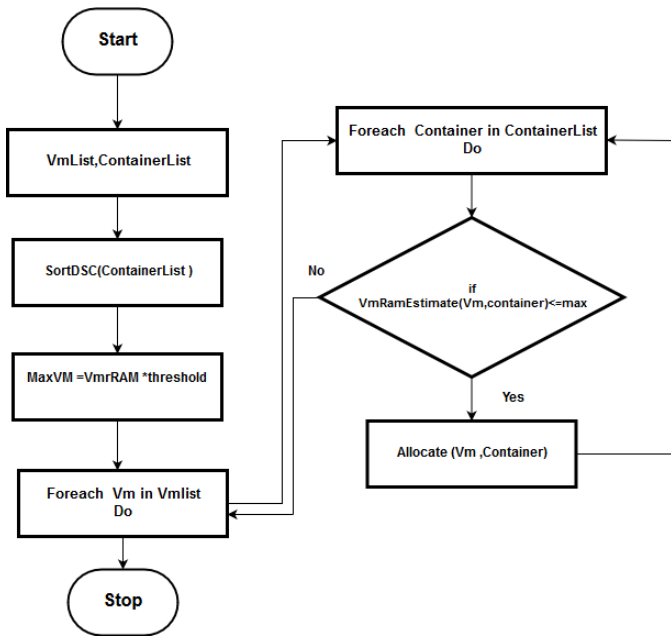 Start
VmList,ContainerList
SortDSC(ContainerList )
MaxVM =VmrRAM *threshold
Foreach Vm in Vmlist
Do
Stop
Foreach Container in ContainerList
Do
if
VmRamEstimate(Vm,container)<=max
No
Yes
Allocate (Vm ,Container)